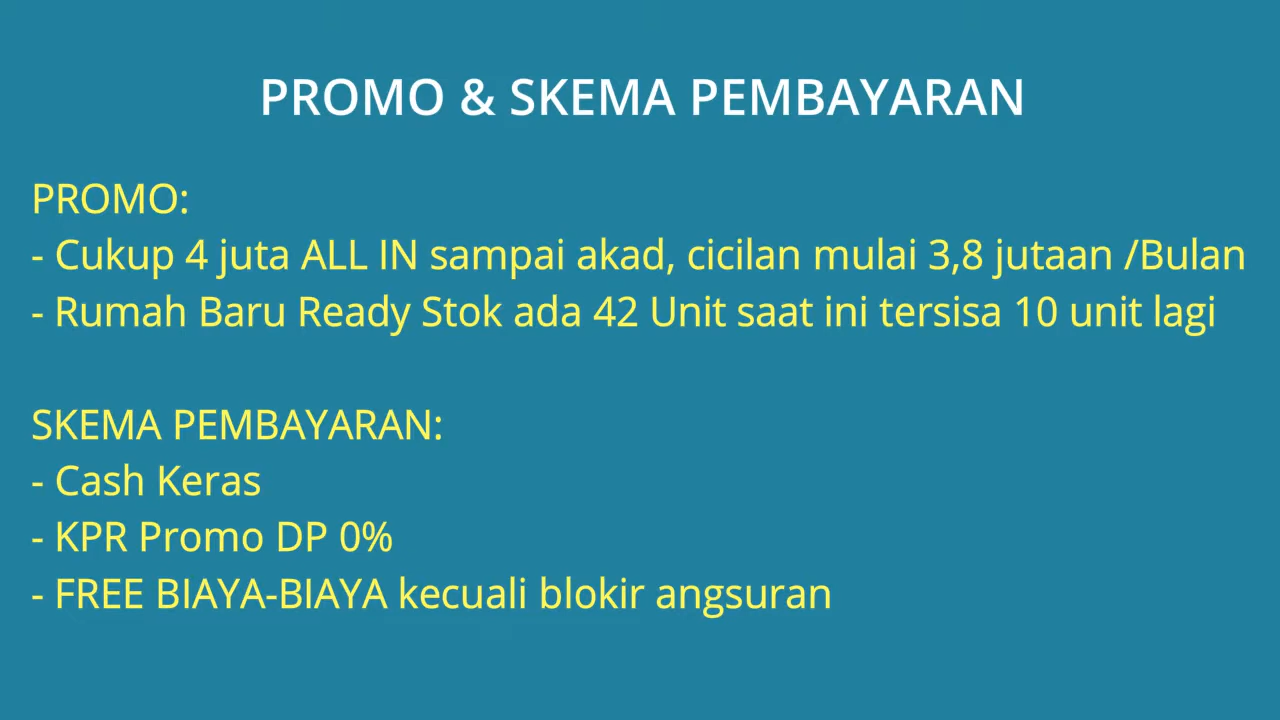 PROMO & SKEMA PEMBAYARAN
PROMO:
- Cukup 4 juta ALL IN sampai akad, cicilan mulai 3,8 jutaan /Bulan
- Rumah Baru Ready Stok ada 42 Unit saat ini tersisa 10 unit lagi
SKEMA PEMBAYARAN:
- Cash Keras
- KPR Promo DP 0%
- FREE BIAYA-BIAYA kecuali blokir angsuran